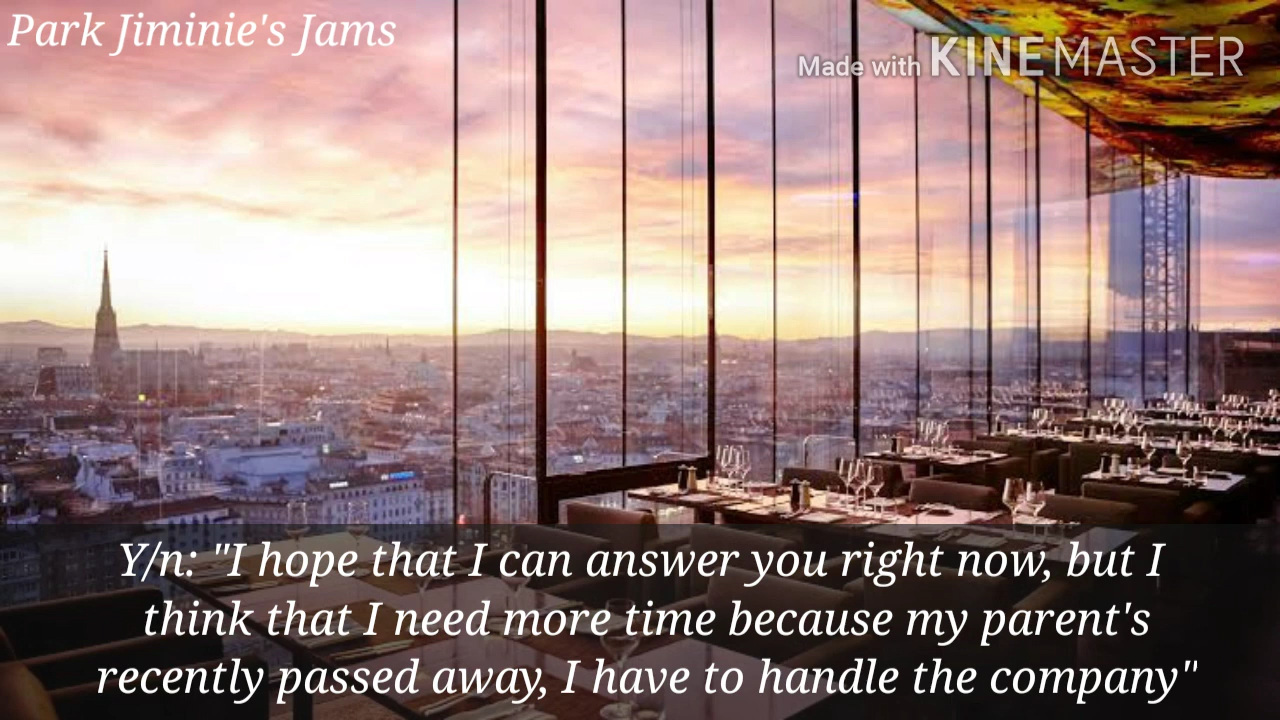 Park Jiminie's Jams
Made with KINEMASTER
Y/n: "I hope that I can answer you right now, but I
think that I need more time because my parent's
recently passed away, I have to handle the company"